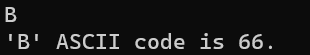 B
'B' ASCII code is 66.